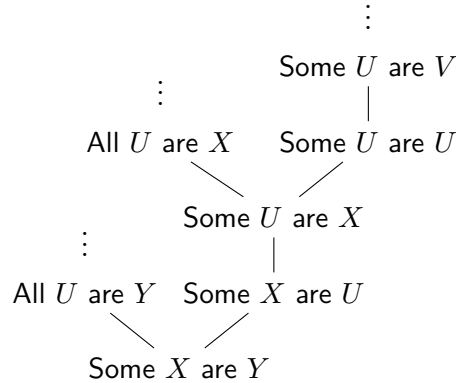 ⋮
Some U are V
⋮
All U are X Some U are U
Some U are X
⋮
All U are Y Some X are U
Some X are Y